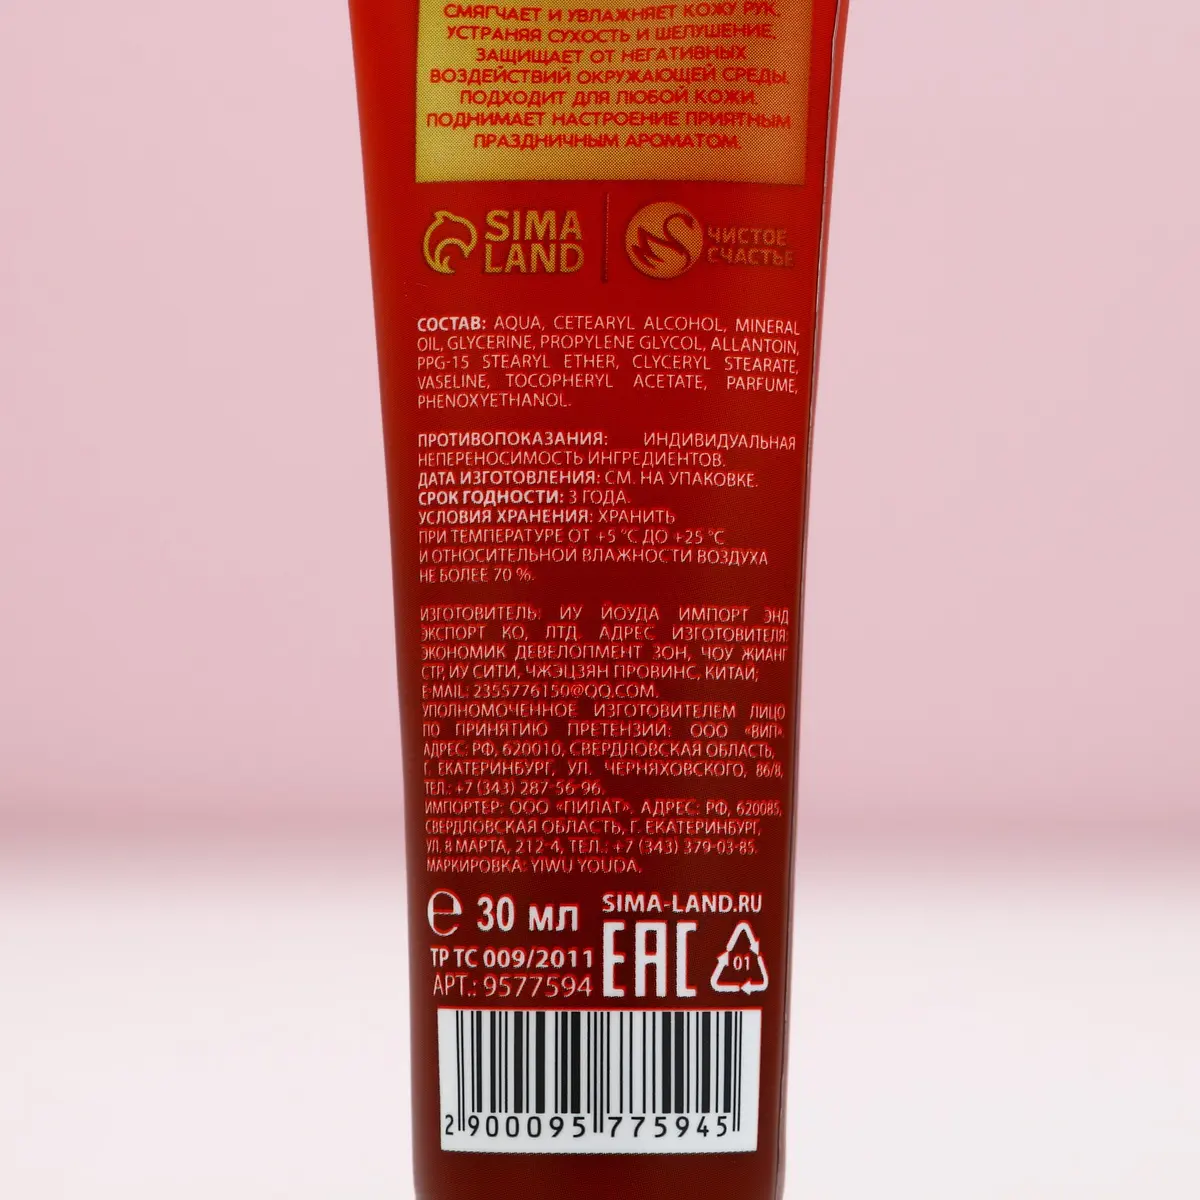 СМЯГЧАЕТ И УВЛАЖНЯЕТ КОЖУ РУК,
УСТРАНЯЯ СУХОСТЬ И ШЕЛУШЕНИЕ,
ЗАЩИЩАЕТ ОТ НЕГАТИВНЫХ
ВОЗДЕЙСТВИЙ ОКРУЖАЮЩЕЙ СРЕДЫ.
ПОДХОДИТ ДЛЯ ЛЮБОЙ КОЖИ.
ПОДНИМАЕТ НАСТРОЕНИЕ ПРИЯТНЫМ
ПРАЗДНИЧНЫМ АРОМАТОМ.
SIMA
LAND
ЧИСТОЕ
СЧАСТЬЕ
СОСТАВ: AQUA, CETEARYL ALCOHOL, MINERAL
OIL, GLYCERINE, PROPYLENE GLYCOL, ALLANTOIN,
PPG-15 STEARYL ETHER, CLYCERYL STEARATE,
VASELINE, TOCOPHERYL ACETATE, PARFUME,
PHENOXYETHANOL.
ПРОТИВОПОКАЗАНИЯ: ИНДИВИДУАЛЬНАЯ
НЕПЕРЕНОСИМОСТЬ ИНГРЕДИЕНТОВ.
ДАТА ИЗГОТОВЛЕНИЯ: СМ. НА УПАКОВКЕ.
СРОК ГОДНОСТИ: 3 ГОДА.
УСЛОВИЯ ХРАНЕНИЯ: ХРАНИТЬ
ПРИ ТЕМПЕРАТУРЕ ОТ +5 °C ДО +25 °C
И ОТНОСИТЕЛЬНОЙ ВЛАЖНОСТИ ВОЗДУХА
НЕ БОЛЕЕ 70 %.
ИЗГОТОВИТЕЛЬ: ИУ ЙОУДА ИМПОРТ ЭНД
ЭКСПОРТ КО, ЛТД. АДРЕС ИЗГОТОВИТЕЛЯ:
ЭКОНОМИК ДЕВЕЛОПМЕНТ ЗОН, ЧОУ ЖИАНГ
СТР, ИУ СИТИ, ЧЖЭЦЗЯН ПРОВИНС, КИТАЙ;
E-MAIL: 2355776150@QQ.COM.
УПОЛНОМОЧЕННОЕ ИЗГОТОВИТЕЛЕМ ЛИЦО
ПО ПРИНЯТИЮ ПРЕТЕНЗИЙ: ООО «ВИП».
АДРЕС: РФ, 620010, СВЕРДЛОВСКАЯ ОБЛАСТЬ,
Г. ЕКАТЕРИНБУРГ, УЛ. ЧЕРНЯХОВСКОГО, 86/8,
ТЕЛ.: +7 (343) 287-56-96.
ИМПОРТЕР: ООО «ПИЛАТ». АДРЕС: РФ, 620085,
СВЕРДЛОВСКАЯ ОБЛАСТЬ, Г. ЕКАТЕРИНБУРГ,
УЛ. 8 МАРТА, 212-4, ТЕЛ.: +7 (343) 379-03-85.
МАРКИРОВКА: YIWU YOUDA,
℮ 30 мл
SIMA-LAND.RU
ТР ТС 009/2011
АРТ.: 9577594
EAC
01
2 900095 775945